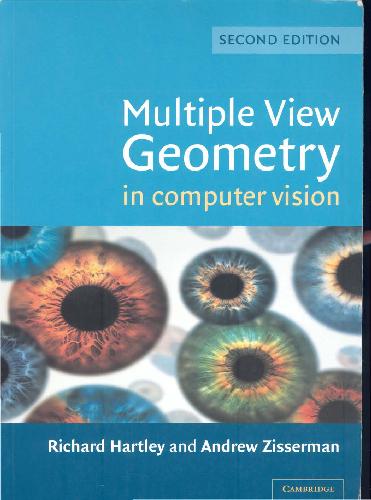 SECOND EDITION
Multiple View
Geometry
in computer vision
Richard Hartley and Andrew Zisserman
CAMBRIDGE